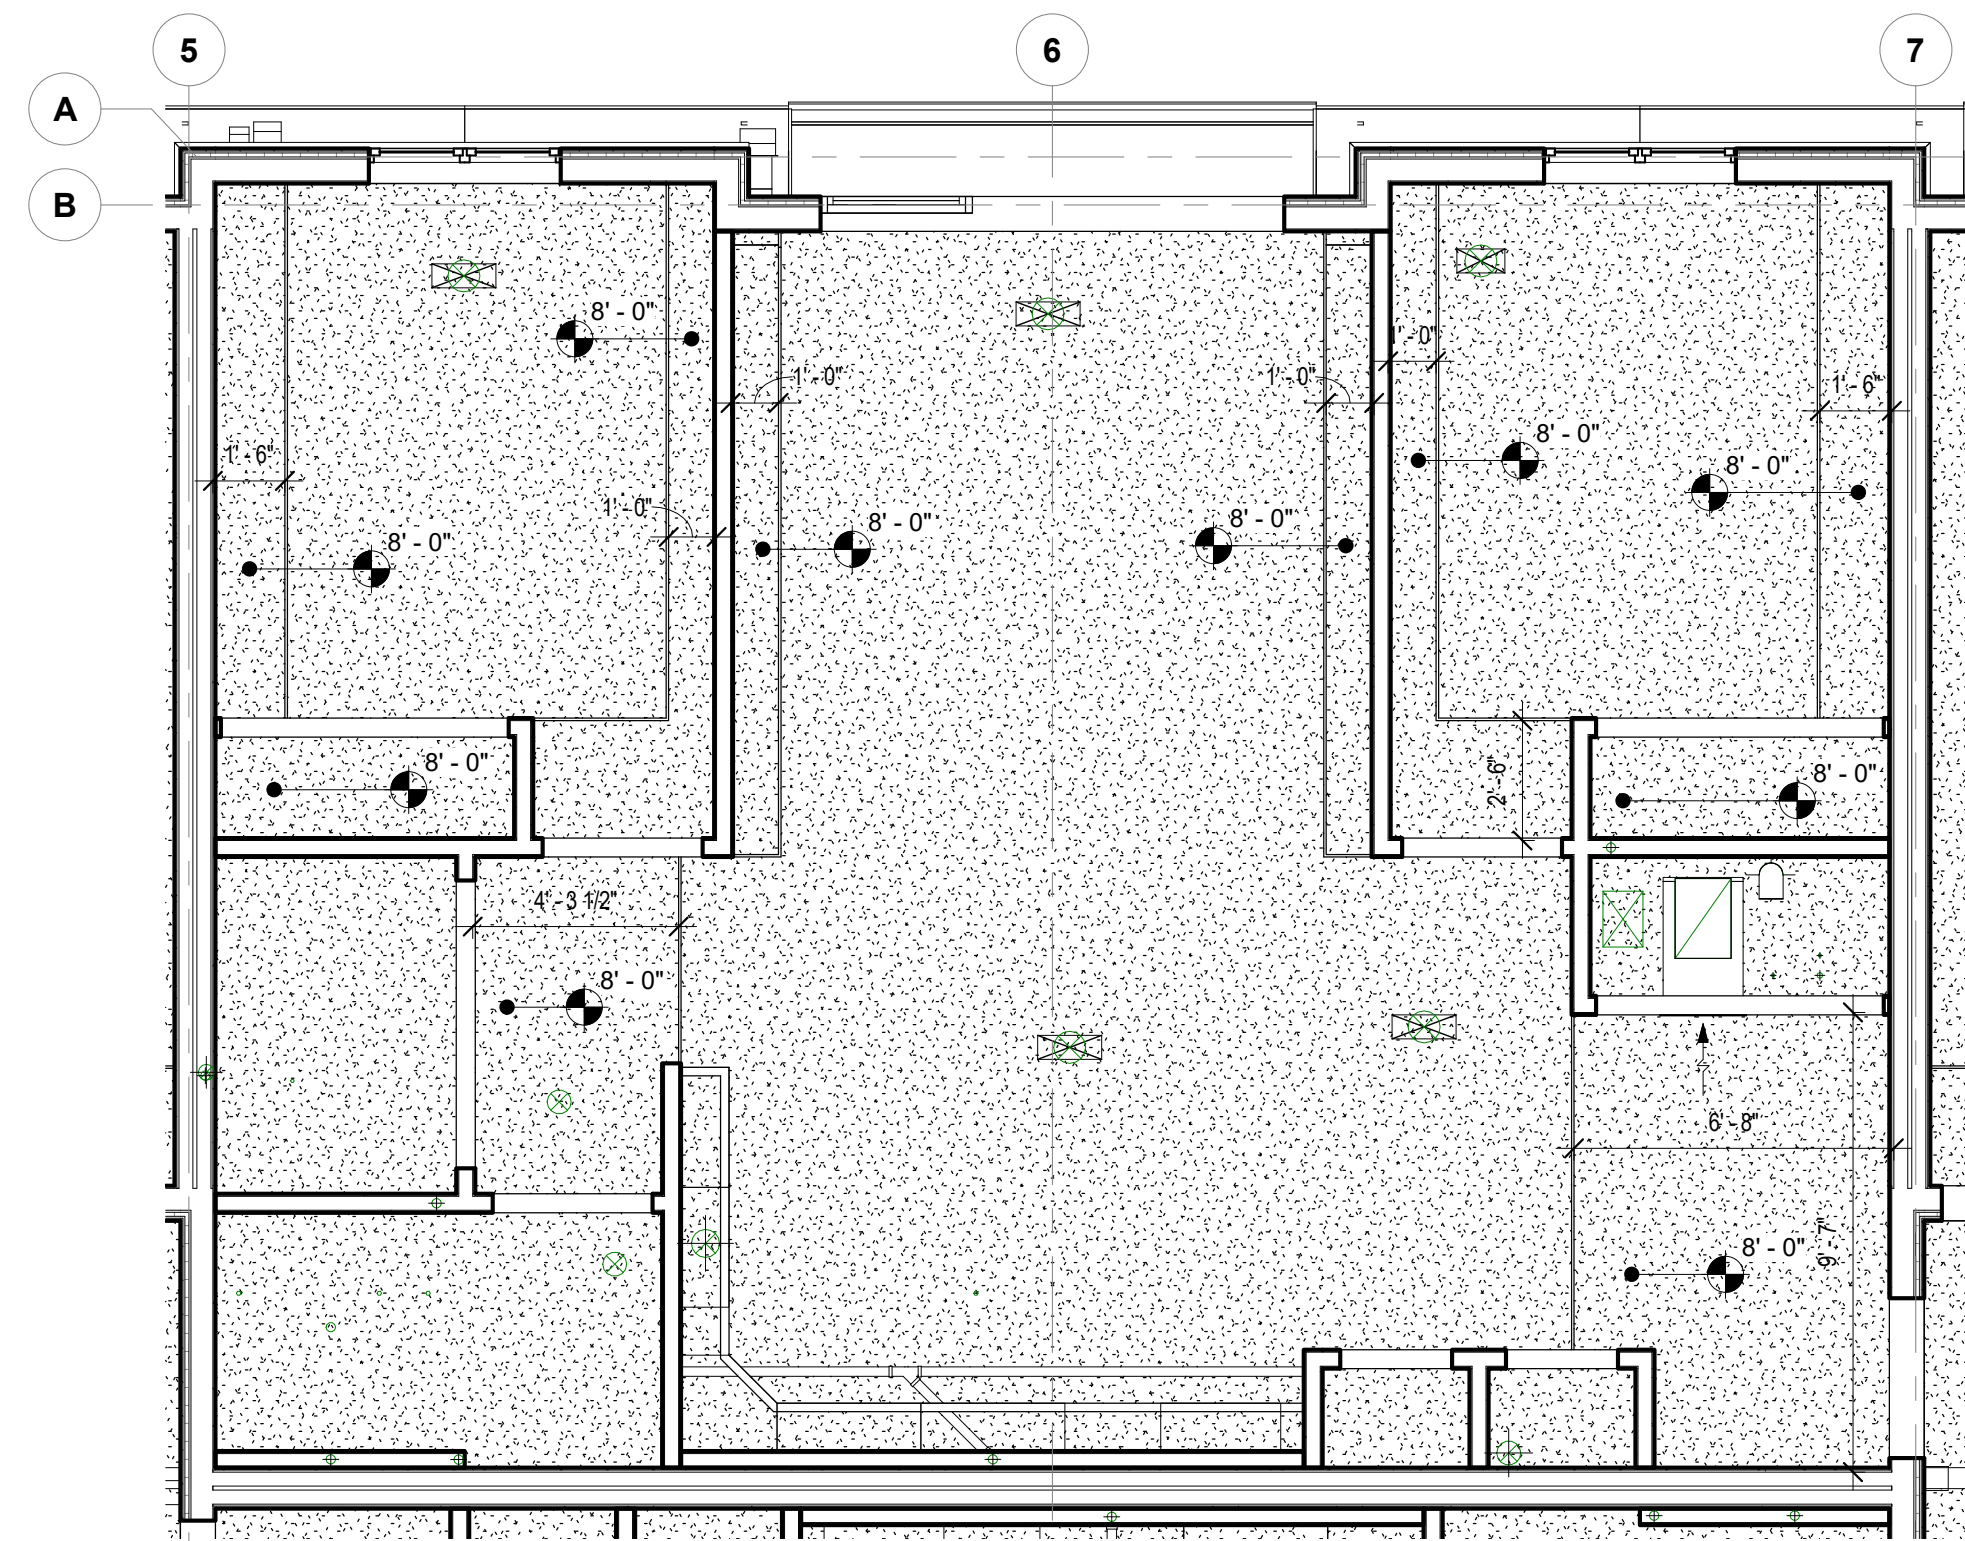 5
6
7
A
B
8' - 0"
1' - 0"
1' - 0"
1' - 0"
1' - 6"
8' - 0"
1' - 6"
8' - 0"
1' - 0"
8' - 0"
8' - 0"
8' - 0"
8' - 0"
8' - 0"
2' - 6"
8' - 0"
4' - 3 1/2"
8' - 0"
6' - 8"
9' - 7"
8' - 0"